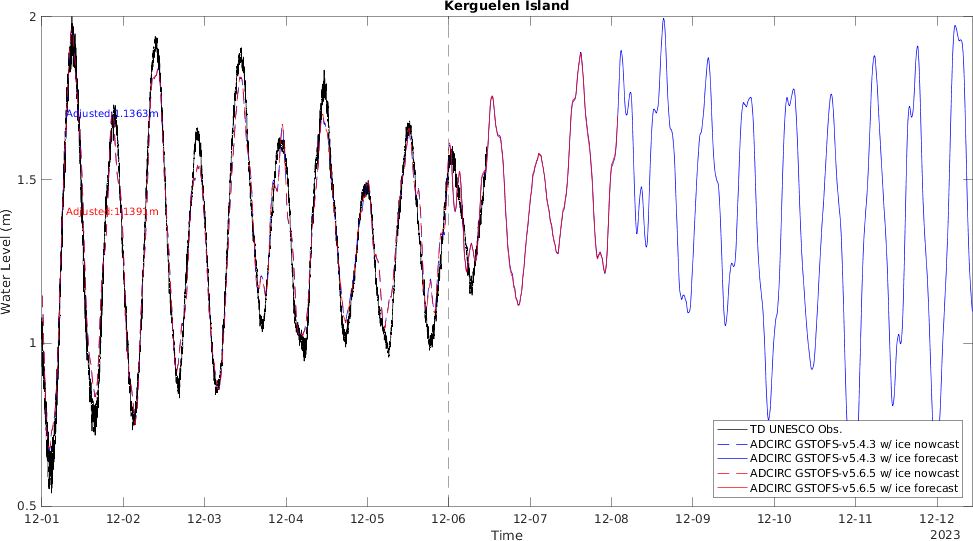 Kerguelen Island
2
1.5
1
0.5
Water Level (m)
Adjusted:1.1363m
Adjusted:1.1391m
TD UNESCO Obs.
ADCIRC GSTOFS-v5.4.3 w/ ice nowcast
ADCIRC GSTOFS-v5.4.3 w/ ice forecast
ADCIRC GSTOFS-v5.6.5 w/ ice nowcast
ADCIRC GSTOFS-v5.6.5 w/ ice forecast
12-01 12-02 12-03 12-04 12-05 12-06 12-07 12-08 12-09 12-10 12-11 12-12
Time
2023